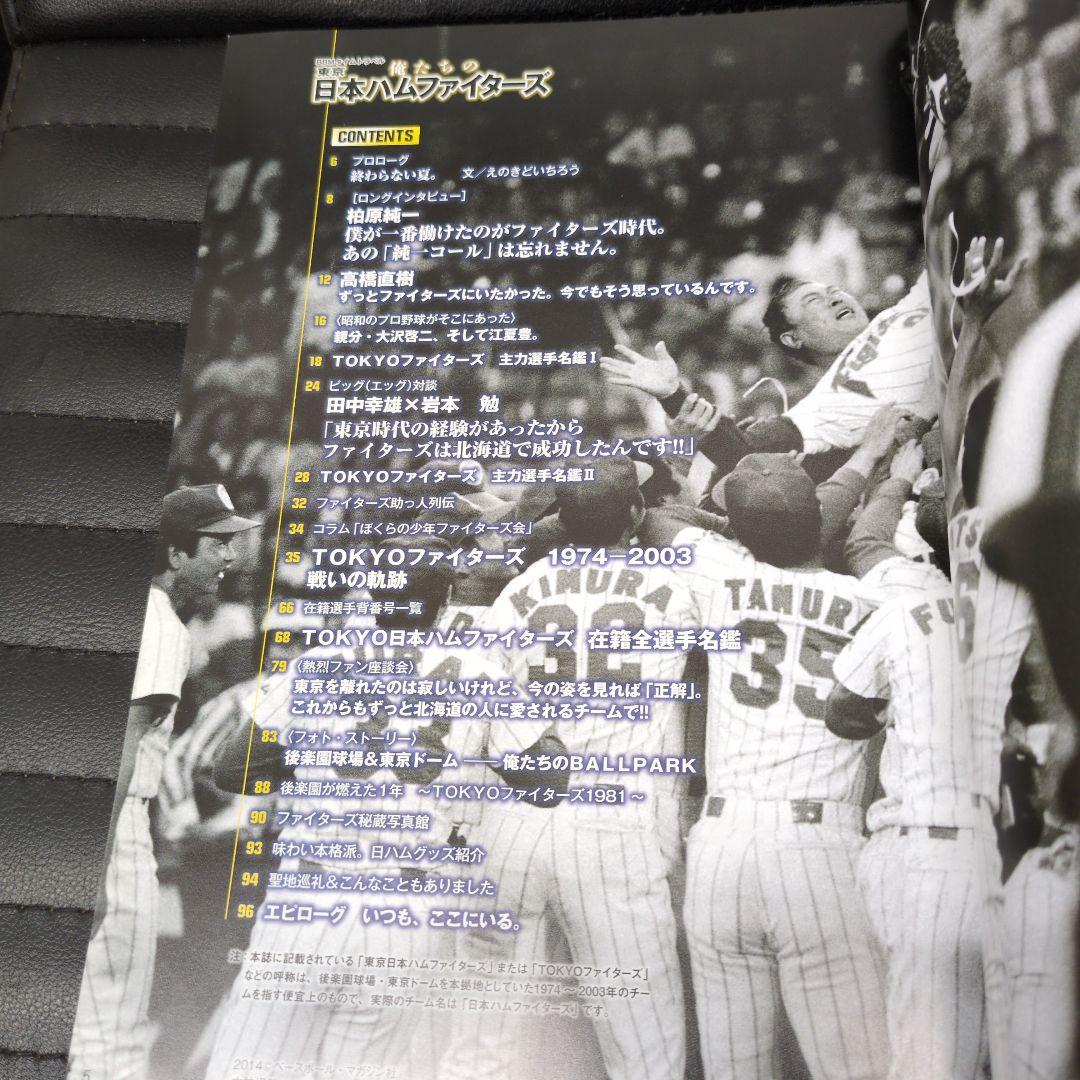 BBMタイムトラベル
東京 俺たちの
日本ハムファイターズ
CONTENTS
6 プロローグ
終わらない夏。 文／えのきどいちろう
8 ［ロングインタビュー］
柏原純一
僕が一番働けたのがファイターズ時代。
あの「純一コール」は忘れません。
12 高橋直樹
ずっとファイターズにいたかった。今でもそう思っているんです。
16 〈昭和のプロ野球がそこにあった〉
親分・大沢啓二、そして江夏豊。
18 TOKYOファイターズ 主力選手名鑑Ⅰ
24 ビッグ(エッグ)対談
田中幸雄×岩本 勉
「東京時代の経験があったから
ファイターズは北海道で成功したんです!!」
28 TOKYOファイターズ 主力選手名鑑Ⅱ
32 ファイターズ助っ人列伝
34 コラム「ぼくらの少年ファイターズ会」
35 TOKYOファイターズ 1974－2003
戦いの軌跡
66 在籍選手背番号一覧
68 TOKYO日本ハムファイターズ 在籍全選手名鑑
79 〈熱烈ファン座談会〉
東京を離れたのは寂しいけれど、今の姿を見れば「正解」。
これからもずっと北海道の人に愛されるチームで!!
83 〈フォト・ストーリー〉
後楽園球場＆東京ドーム ── 俺たちのBALLPARK
88 後楽園が燃えた1年 ～TOKYOファイターズ1981～
90 ファイターズ秘蔵写真館
93 味わい本格派。日ハムグッズ紹介
94 聖地巡礼＆こんなこともありました
96 エピローグ いつも、ここにいる。
注：本誌に記載されている「東京日本ハムファイターズ」または「TOKYOファイターズ」
などの呼称は、後楽園球場・東京ドームを本拠地としていた1974～2003年のチー
ムを指す便宜上のもので、実際のチーム名は「日本ハムファイターズ」です。
2014©ベースボール・マガジン社
5
KIMURA
32
TAMURA
35
FU